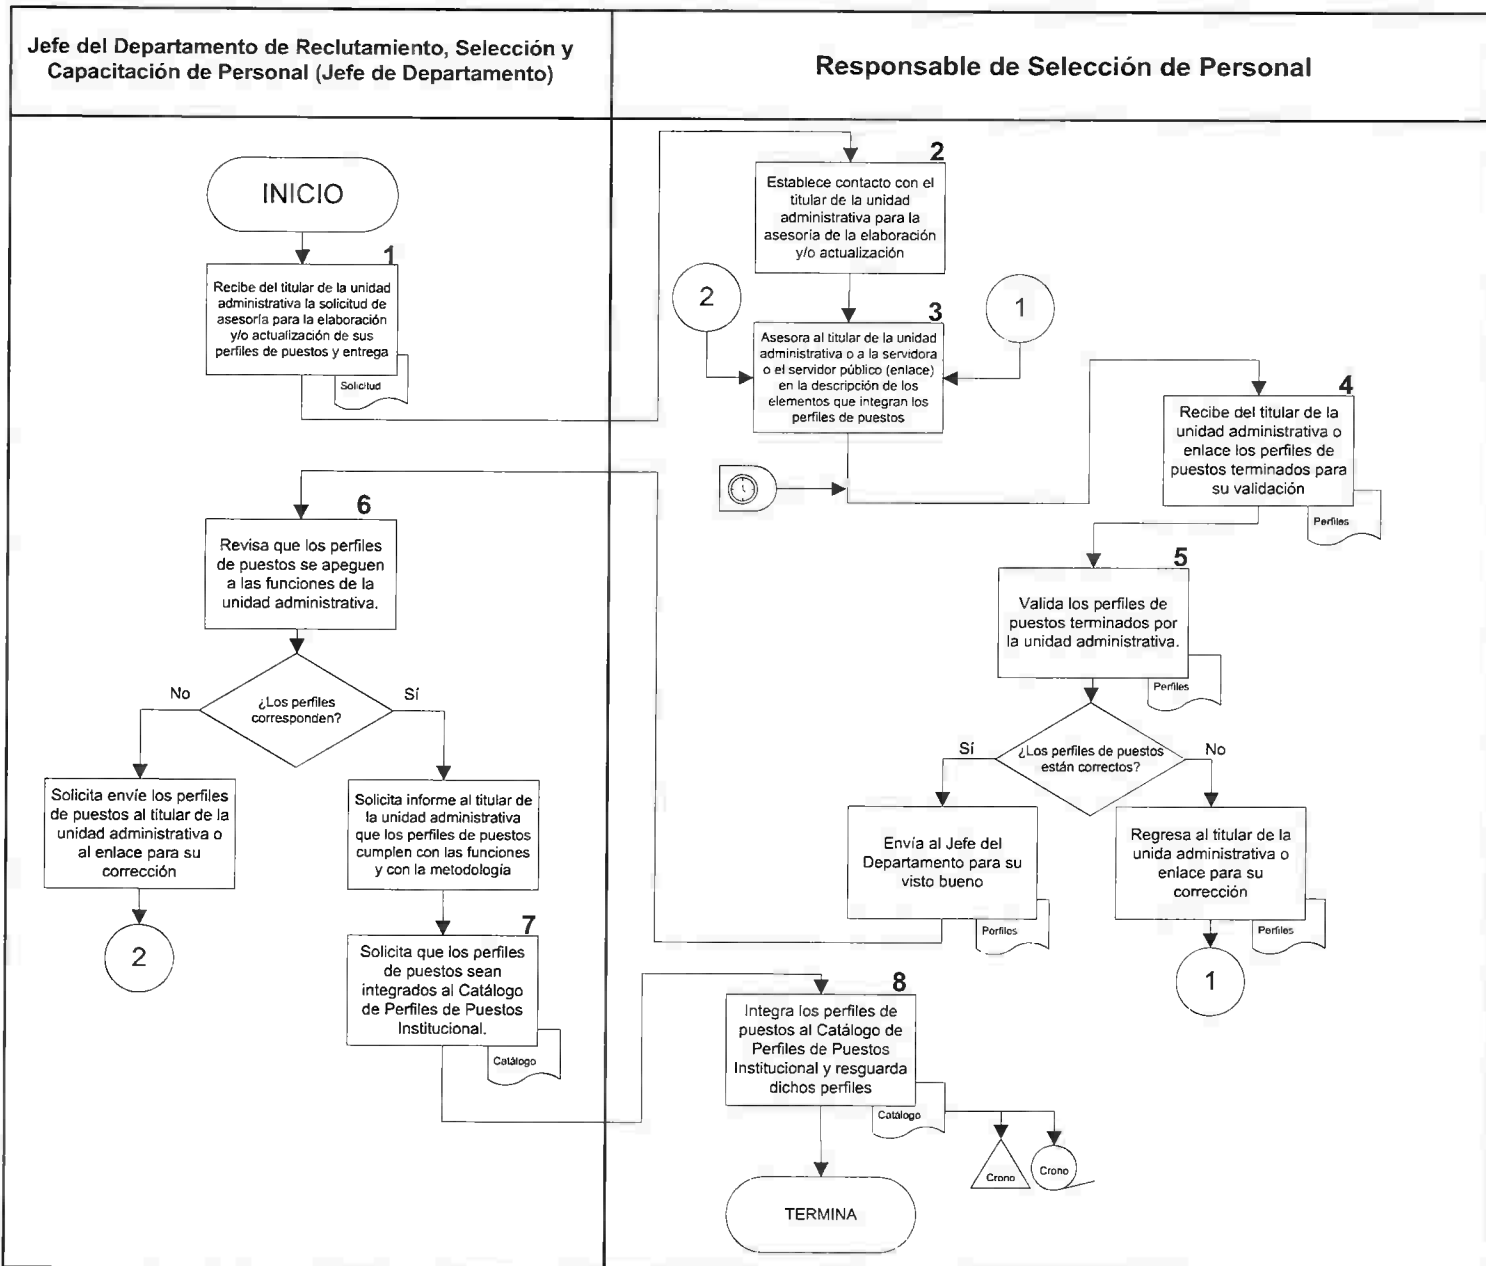 Jefe del Departamento de Reclutamiento, Selección y
Capacitación de Personal (Jefe de Departamento)
Responsable de Selección de Personal
INICIO
1
Recibe del titular de la unidad
administrativa la solicitud de
asesoría para la elaboración
y/o actualización de sus
perfiles de puestos y entrega
Solicitud
2
Establece contacto con el
titular de la unidad
administrativa para la
asesoría de la elaboración
y/o actualización
2
1
3
Asesora al titular de la unidad
administrativa o a la servidora
o el servidor público (enlace)
en la descripción de los
elementos que integran los
perfiles de puestos
4
Recibe del titular de la
unidad administrativa o
enlace los perfiles de
puestos terminados para
su validación
Perfiles
5
Valida los perfiles de
puestos terminados por
la unidad administrativa.
Perfiles
¿Los perfiles de puestos
están correctos?
Sí
No
Envía al Jefe del
Departamento para su
visto bueno
Perfiles
Regresa al titular de la
unida administrativa o
enlace para su
corrección
Perfiles
1
6
Revisa que los perfiles
de puestos se apeguen
a las funciones de la
unidad administrativa.
¿Los perfiles
corresponden?
No
Sí
Solicita envíe los perfiles
de puestos al titular de la
unidad administrativa o
al enlace para su
corrección
2
Solicita informe al titular de
la unidad administrativa
que los perfiles de puestos
cumplen con las funciones
y con la metodología
7
Solicita que los perfiles
de puestos sean
integrados al Catálogo
de Perfiles de Puestos
Institucional.
Catálogo
8
Integra los perfiles de
puestos al Catálogo de
Perfiles de Puestos
Institucional y resguarda
dichos perfiles
Catálogo
Crono
Crono
TERMINA